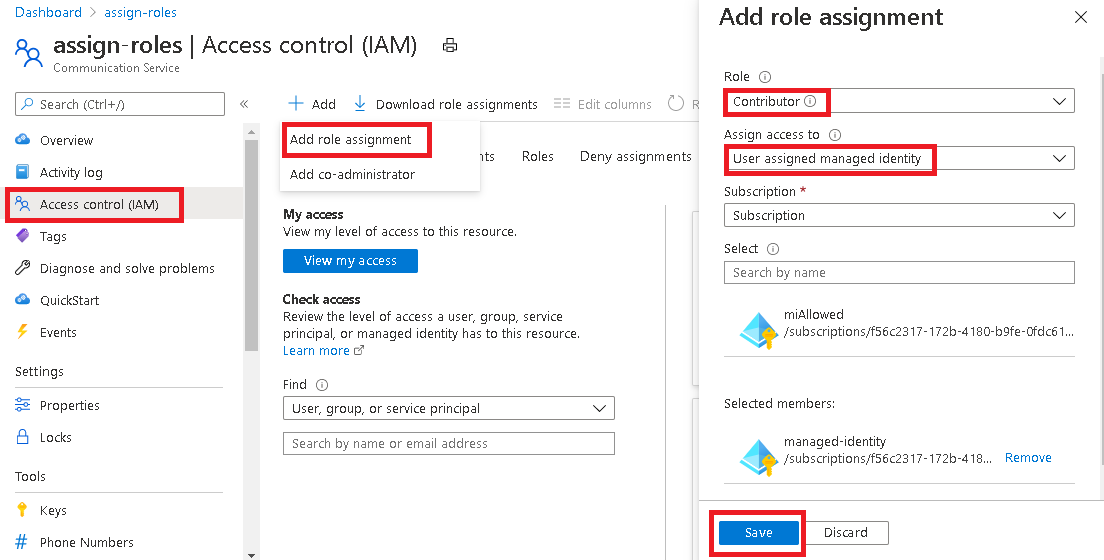 Dashboard > assign-roles
assign-roles | Access control (IAM)
Communication Service
Search (Ctrl+/)
Overview
Activity log
Access control (IAM)
Tags
Diagnose and solve problems
QuickStart
Events
Settings
Properties
Locks
Tools
Keys
Phone Numbers
Add
Download role assignments
Edit columns
Add role assignment
Add co-administrator
Roles
Deny assignments
My access
View my level of access to this resource.
View my access
Check access
Review the level of access a user, group, service
principal, or managed identity has to this resource.
Learn more
Find
User, group, or service principal
Search by name or email address
Add role assignment
Role
Contributor
Assign access to
User assigned managed identity
Subscription *
Subscription
Select
Search by name
miAllowed
/subscriptions/f56c2317-172b-4180-b9fe-0fdc61...
Selected members:
managed-identity
/subscriptions/f56c2317-172b-418...
Remove
Save
Discard